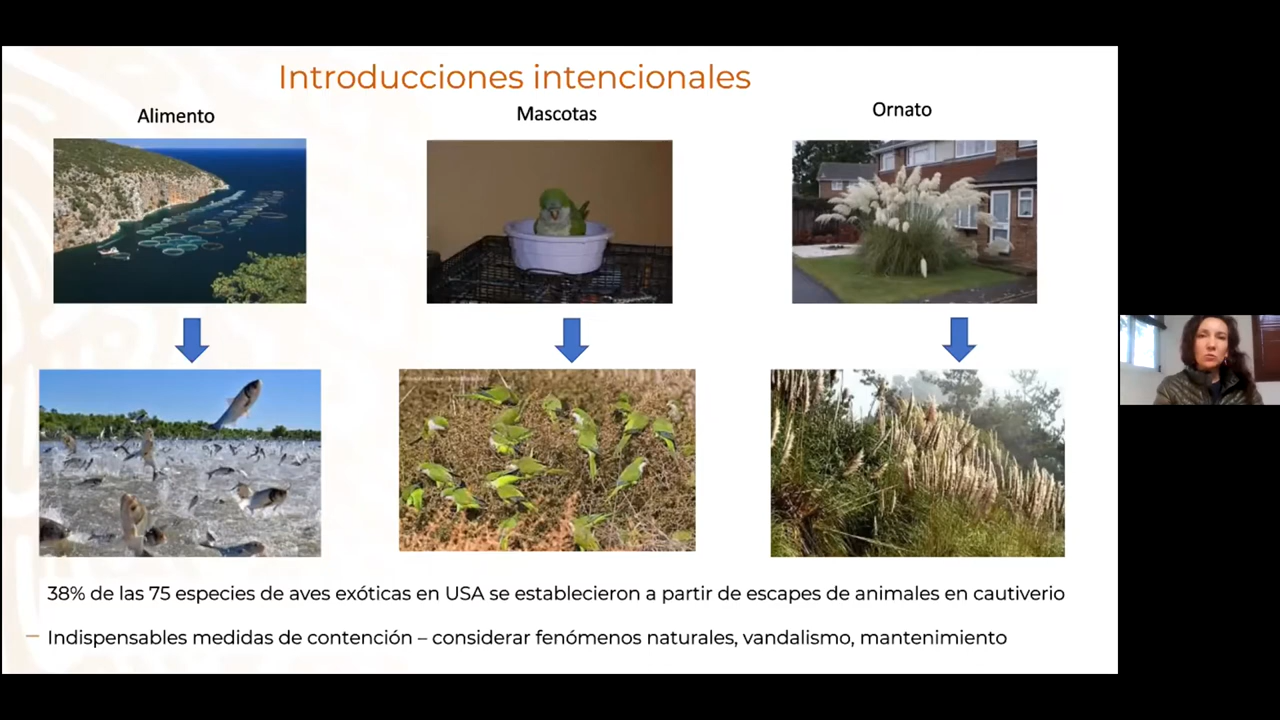 Introducciones intencionales
Alimento
Mascotas
Ornato
38% de las 75 especies de aves exóticas en USA se establecieron a partir de escapes de animales en cautiverio
Indispensables medidas de contención – considerar fenómenos naturales, vandalismo, mantenimiento